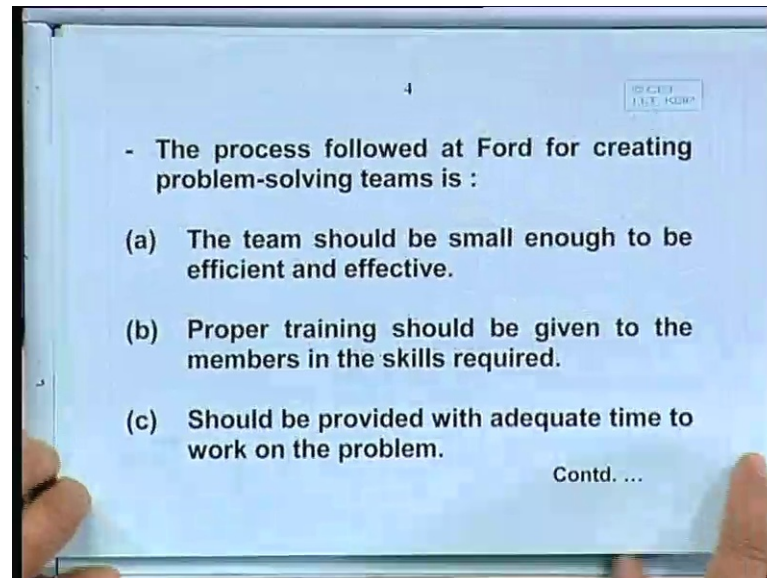 4
© CET
I.I.T. KGP
- The process followed at Ford for creating
problem-solving teams is :
(a) The team should be small enough to be
efficient and effective.
(b) Proper training should be given to the
members in the skills required.
(c) Should be provided with adequate time to
work on the problem.
Contd. ...